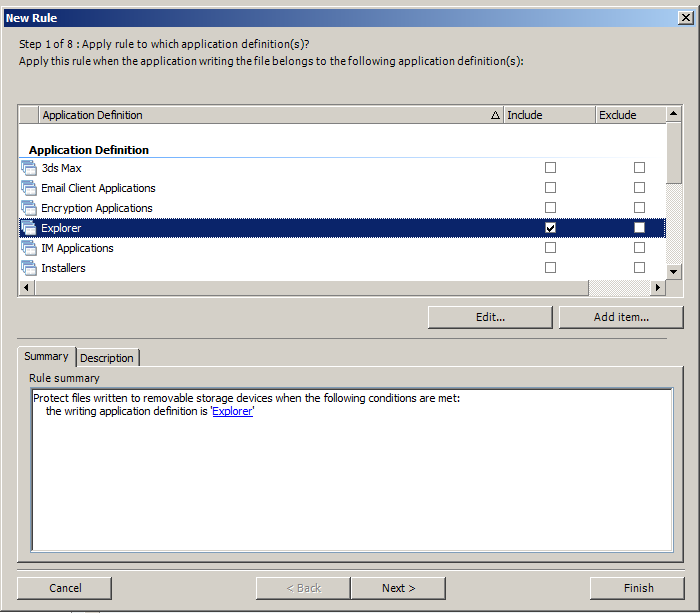 New Rule
Step 1 of 8 : Apply rule to which application definition(s)?
Apply this rule when the application writing the file belongs to the following application definition(s):
Application Definition Include Exclude
Application Definition
3ds Max
Email Client Applications
Encryption Applications
Explorer
IM Applications
Installers
Edit... Add item...
Summary Description
Rule summary
Protect files written to removable storage devices when the following conditions are met:
the writing application definition is 'Explorer'
Cancel < Back Next > Finish